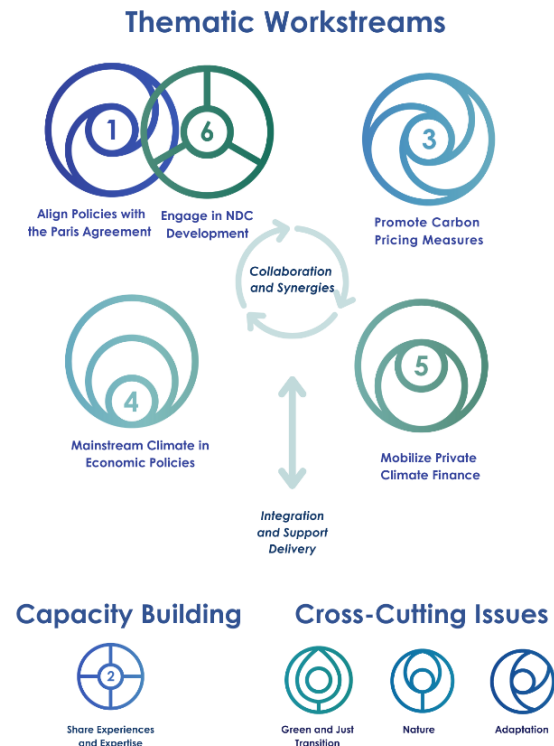 Thematic Workstreams
1
6
3
Align Policies with
the Paris Agreement
Engage in NDC
Development
Promote Carbon
Pricing Measures
Collaboration
and Synergies
4
5
Mainstream Climate in
Economic Policies
Mobilize Private
Climate Finance
Integration
and Support
Delivery
Capacity Building
Cross-Cutting Issues
2
Share Experiences
and Expertise
Green and Just
Transition
Nature
Adaptation